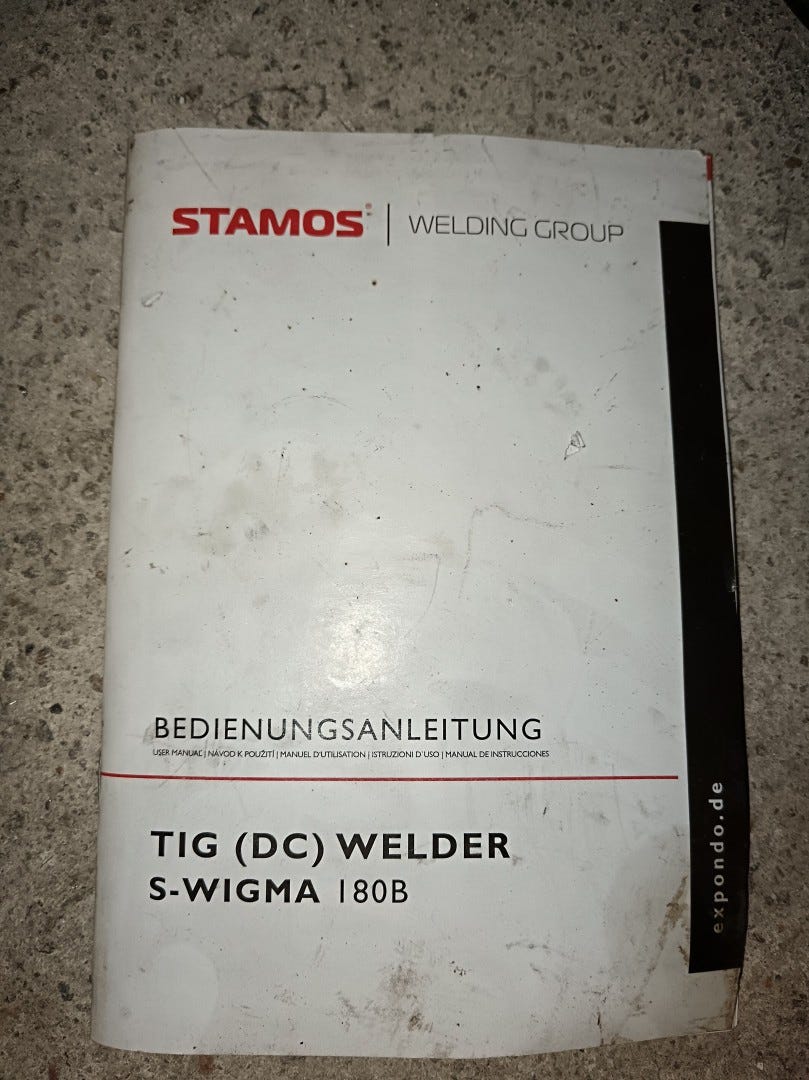 STAMOS® | WELDING GROUP
BEDIENUNGSANLEITUNG
USER MANUAL | NÁVOD K POUŽITÍ | MANUEL D'UTILISATION | ISTRUZIONI D'USO | MANUAL DE INSTRUCCIONES
TIG (DC) WELDER
S-WIGMA 180B
expondo.de